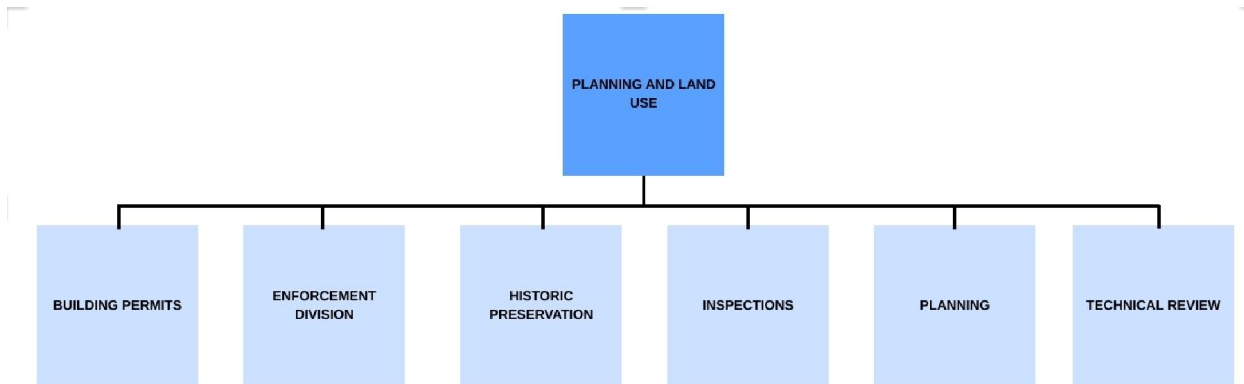 PLANNING AND LAND
USE
BUILDING PERMITS
ENFORCEMENT
DIVISION
HISTORIC
PRESERVATION
INSPECTIONS
PLANNING
TECHNICAL REVIEW